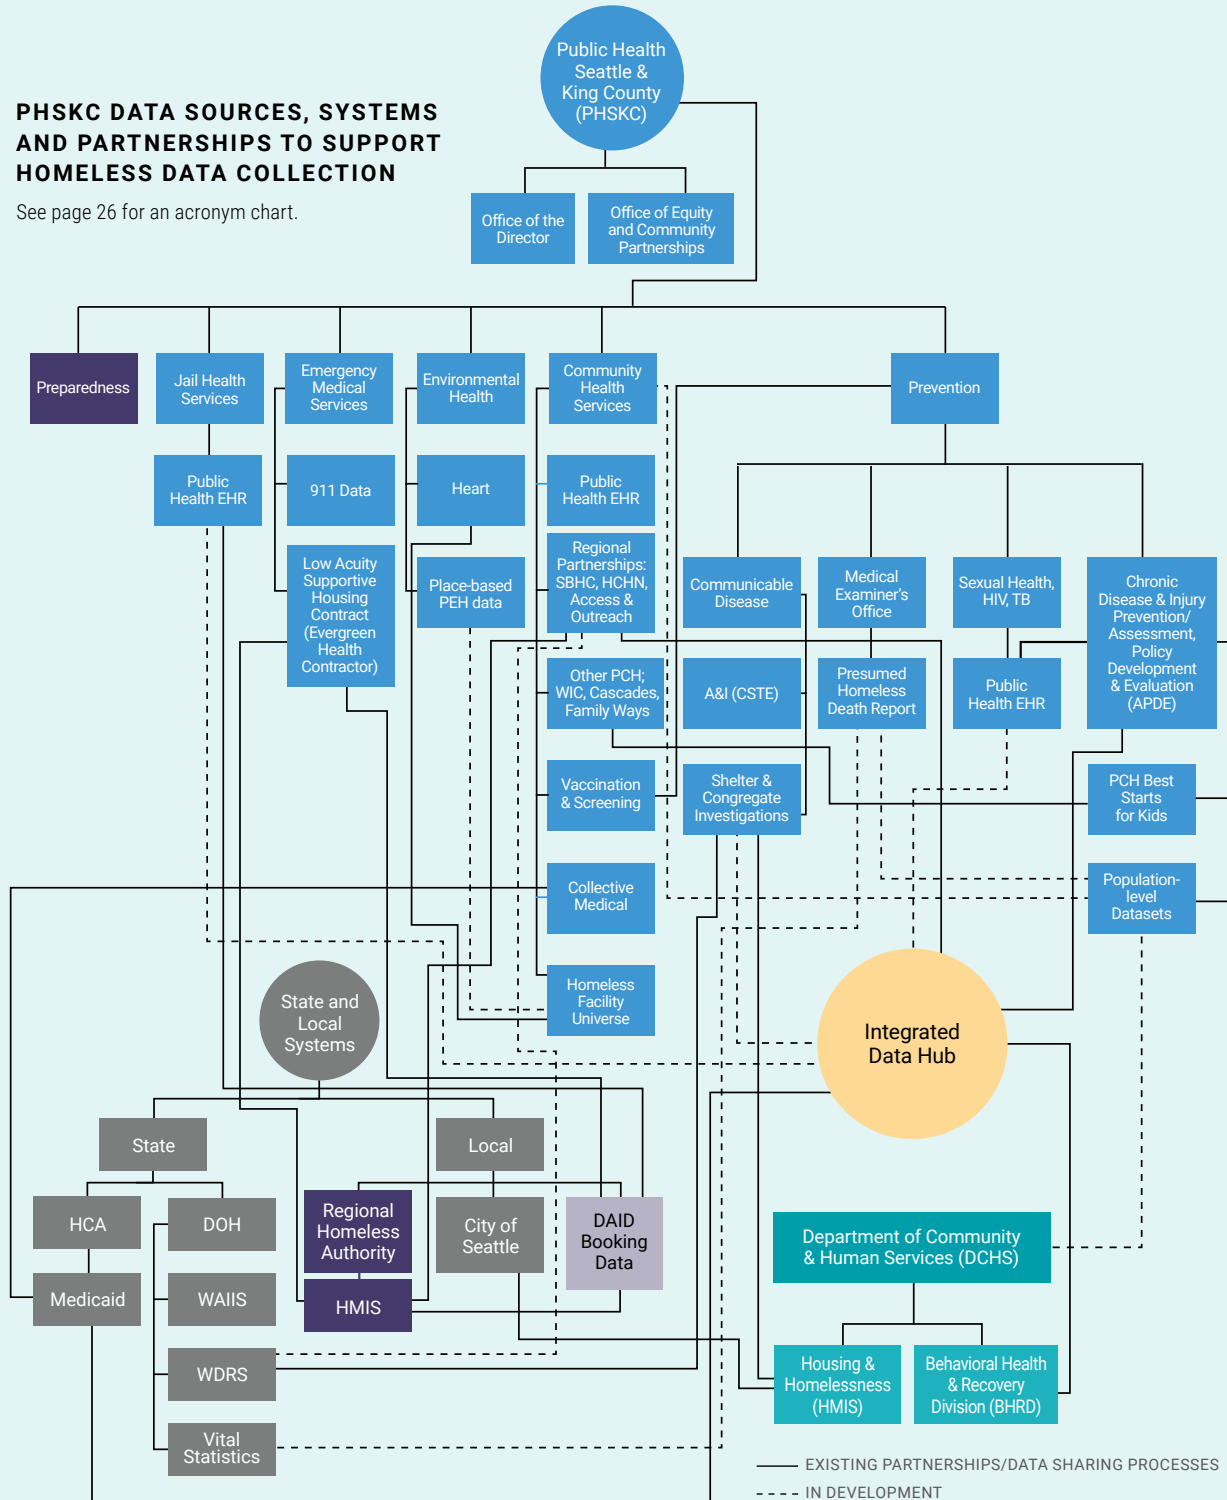 Public Health
Seattle &
King County
(PHSKC)
PHSKC DATA SOURCES, SYSTEMS
AND PARTNERSHIPS TO SUPPORT
HOMELESS DATA COLLECTION
See page 26 for an acronym chart.
Office of the
Director
Office of Equity
and Community
Partnerships
Preparedness
Jail Health
Services
Emergency
Medical
Services
Environmental
Health
Community
Health
Services
Prevention
Public
Health EHR
911 Data
Heart
Public
Health EHR
Low Acuity
Supportive
Housing
Contract
(Evergreen
Health
Contractor)
Place-based
PEH data
Regional
Partnerships:
SBHC, HCHN,
Access &
Outreach
Communicable
Disease
Medical
Examiner's
Office
Sexual Health,
HIV, TB
Chronic
Disease & Injury
Prevention/
Assessment,
Policy
Development
& Evaluation
(APDE)
Other PCH;
WIC, Cascades,
Family Ways
A&I (CSTE)
Presumed
Homeless
Death Report
Public
Health EHR
Vaccination
& Screening
Shelter &
Congregate
Investigations
PCH Best
Starts
for Kids
Collective
Medical
Population-
level
Datasets
Homeless
Facility
Universe
State and
Local
Systems
Integrated
Data Hub
State
Local
HCA
DOH
Regional
Homeless
Authority
City of
Seattle
DAID
Booking
Data
Department of Community
& Human Services (DCHS)
Medicaid
WAIIS
HMIS
WDRS
Housing &
Homelessness
(HMIS)
Behavioral Health
& Recovery
Division (BHRD)
Vital
Statistics
EXISTING PARTNERSHIPS/DATA SHARING PROCESSES
IN DEVELOPMENT